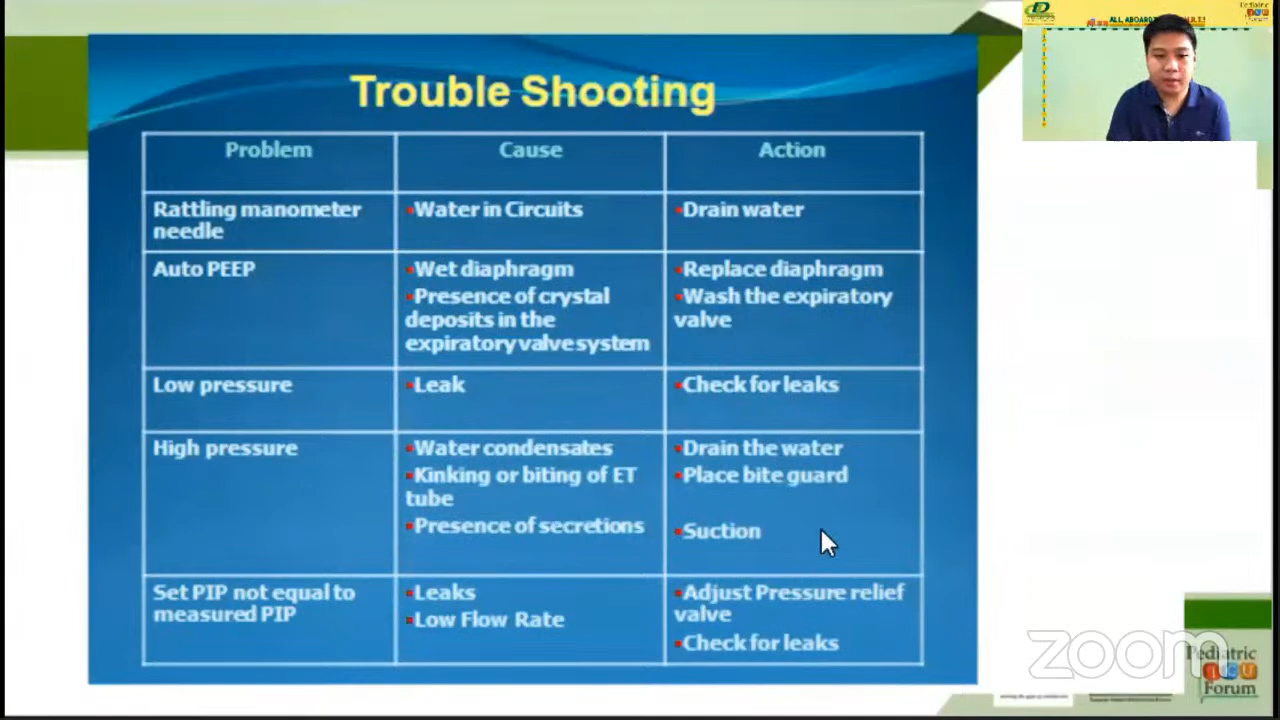 Trouble Shooting
Problem
Cause
Action
Rattling manometer
needle
Water in Circuits
Drain water
Auto PEEP
Wet diaphragm
Presence of crystal
deposits in the
expiratory valve system
Replace diaphragm
Wash the expiratory
valve
Low pressure
Leak
Check for leaks
High pressure
Water condensates
Kinking or biting of ET
tube
Presence of secretions
Drain the water
Place bite guard
Suction
Set PIP not equal to
measured PIP
Leaks
Low Flow Rate
Adjust Pressure relief
valve
Check for leaks
zoom
Pediatric
ICU
Forum
ALL ABOARD
Pediatric